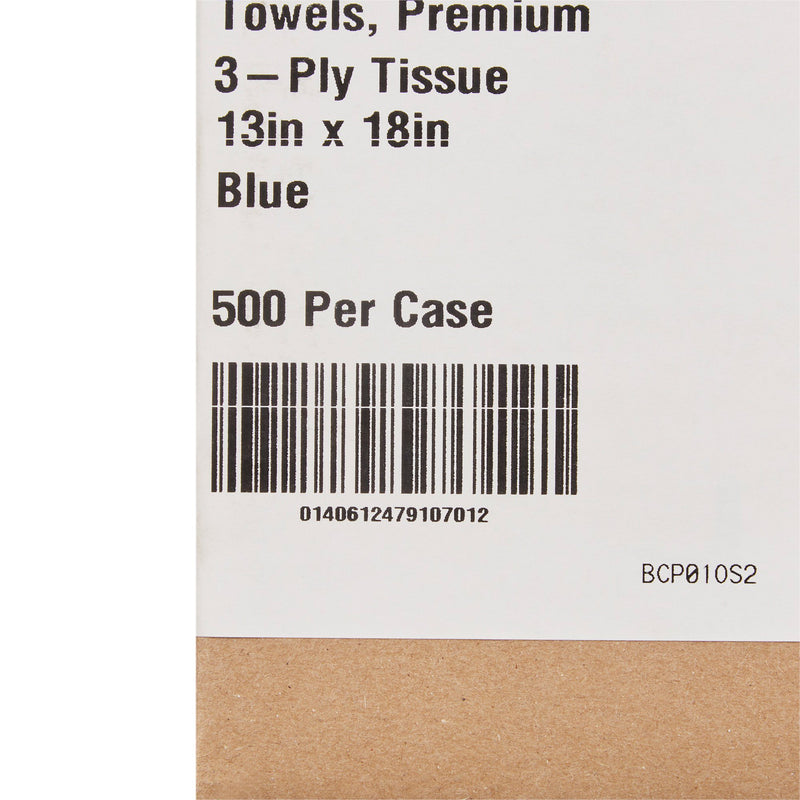 Towels, Premium
3-Ply Tissue
13in x 18in
Blue
500 Per Case
0140612479107012
BCP010S2